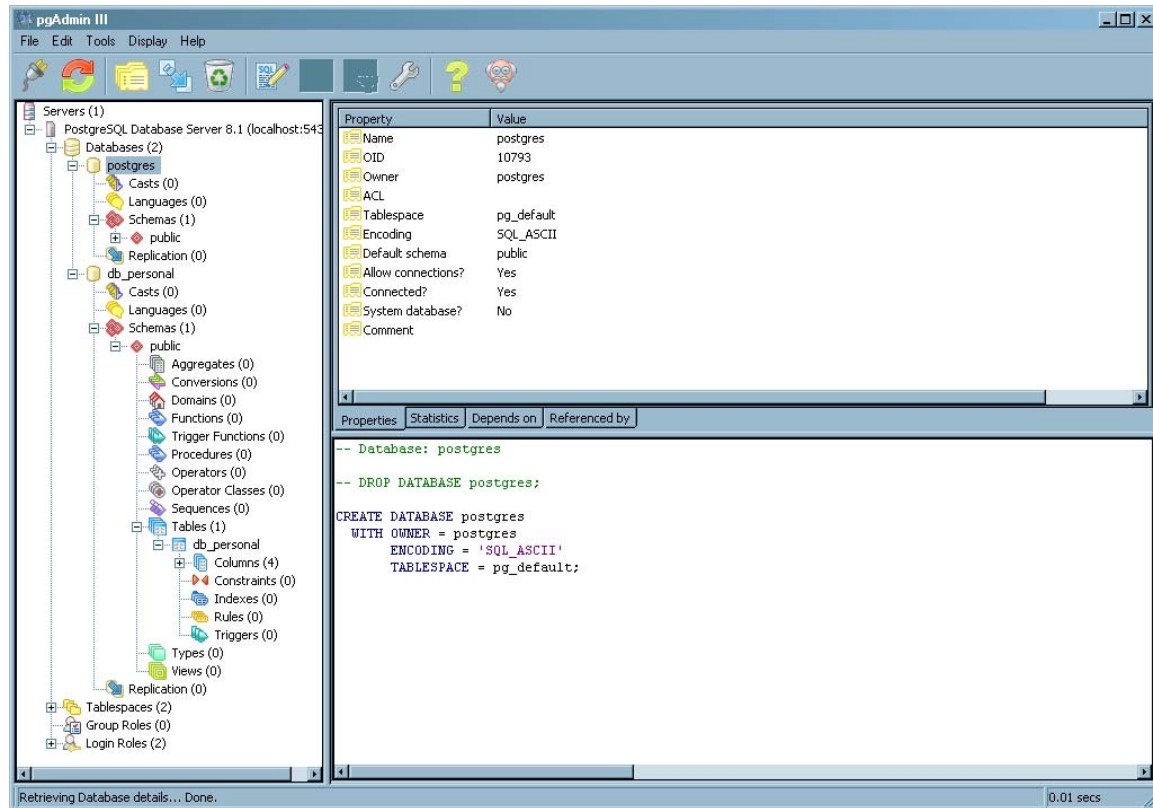 pgAdmin III
File Edit Tools Display Help
SQL
Servers (1)
PostgreSQL Database Server 8.1 (localhost:543
Databases (2)
postgres
Casts (0)
Languages (0)
Schemas (1)
public
Replication (0)
db_personal
Casts (0)
Languages (0)
Schemas (1)
public
Aggregates (0)
Conversions (0)
Domains (0)
Functions (0)
Trigger Functions (0)
Procedures (0)
Operators (0)
Operator Classes (0)
Sequences (0)
Tables (1)
db_personal
Columns (4)
Constraints (0)
Indexes (0)
Rules (0)
Triggers (0)
Types (0)
Views (0)
Replication (0)
Tablespaces (2)
Group Roles (0)
Login Roles (2)
Property Value
Name postgres
OID 10793
Owner postgres
ACL
Tablespace pg_default
Encoding SQL_ASCII
Default schema public
Allow connections? Yes
Connected? Yes
System database? No
Comment
Properties Statistics Depends on Referenced by
-- Database: postgres
-- DROP DATABASE postgres;
CREATE DATABASE postgres
WITH OWNER = postgres
ENCODING = 'SQL_ASCII'
TABLESPACE = pg_default;
Retrieving Database details... Done. 0.01 secs